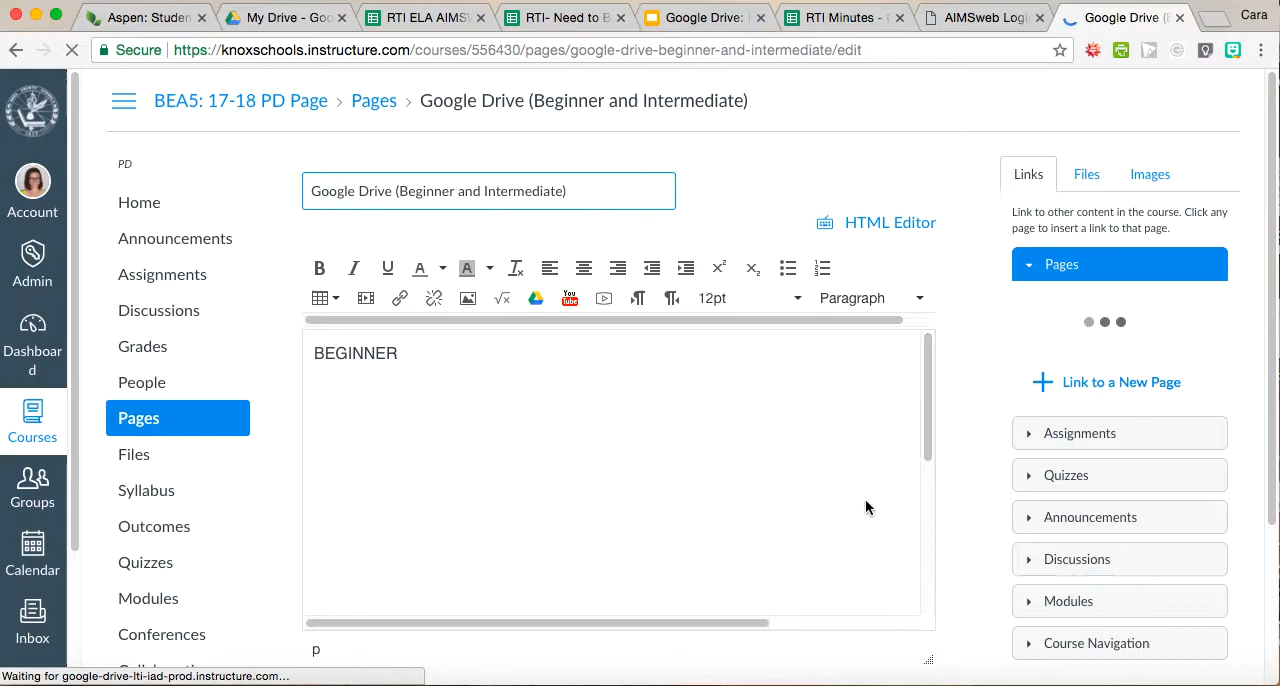 Aspen: Studen
My Drive - Goo
RTI ELA AIMSW
RTI- Need to B
Google Drive: 
RTI Minutes - G
AIMSweb Logi
Google Drive (E
Cara
Secure | https://knoxschools.instructure.com/courses/556430/pages/google-drive-beginner-and-intermediate/edit
BEA5: 17-18 PD Page > Pages > Google Drive (Beginner and Intermediate)
Account
Admin
Dashboar
d
Courses
Groups
Calendar
Inbox
PD
Home
Announcements
Assignments
Discussions
Grades
People
Pages
Files
Syllabus
Outcomes
Quizzes
Modules
Conferences
Google Drive (Beginner and Intermediate)
HTML Editor
B I U A A
12pt Paragraph
BEGINNER
p
Links Files Images
Link to other content in the course. Click any
page to insert a link to that page.
Pages
Link to a New Page
Assignments
Quizzes
Announcements
Discussions
Modules
Course Navigation
Waiting for google-drive-lti-iad-prod.instructure.com...